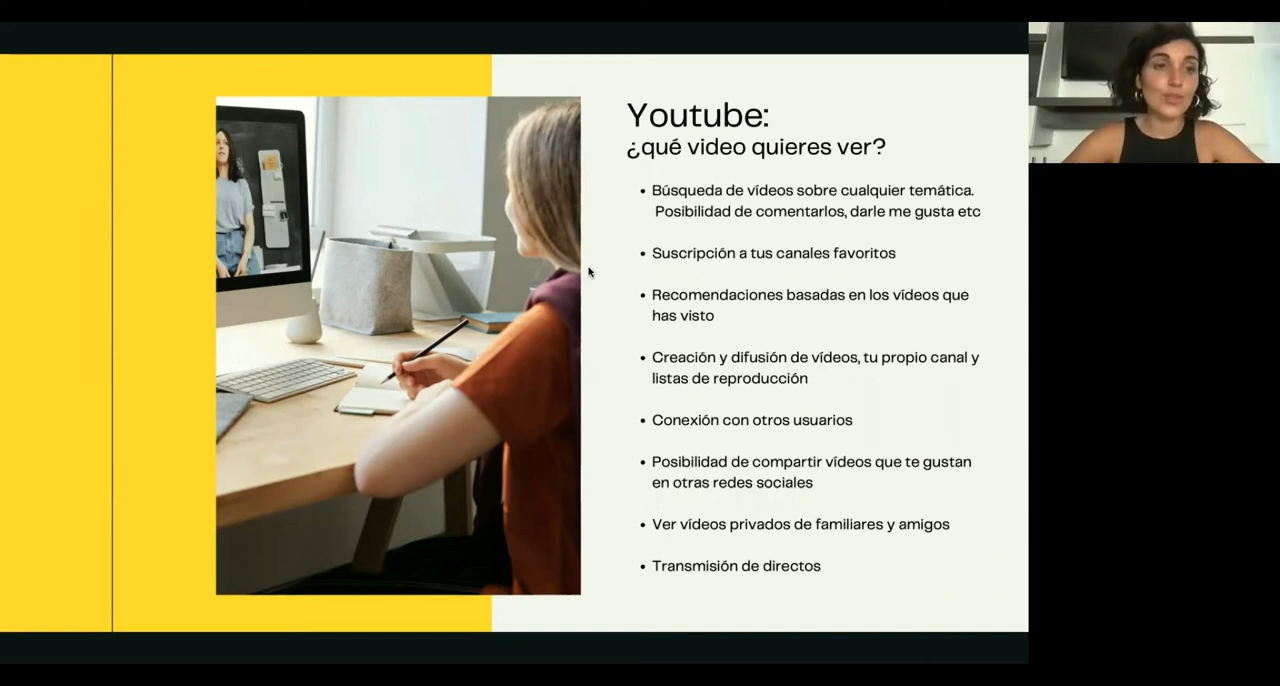 Youtube:
¿qué video quieres ver?
• Búsqueda de vídeos sobre cualquier temática.
Posibilidad de comentarlos, darle me gusta etc
• Suscripción a tus canales favoritos
• Recomendaciones basadas en los vídeos que
has visto
• Creación y difusión de vídeos, tu propio canal y
listas de reproducción
• Conexión con otros usuarios
• Posibilidad de compartir vídeos que te gustan
en otras redes sociales
• Ver vídeos privados de familiares y amigos
• Transmisión de directos